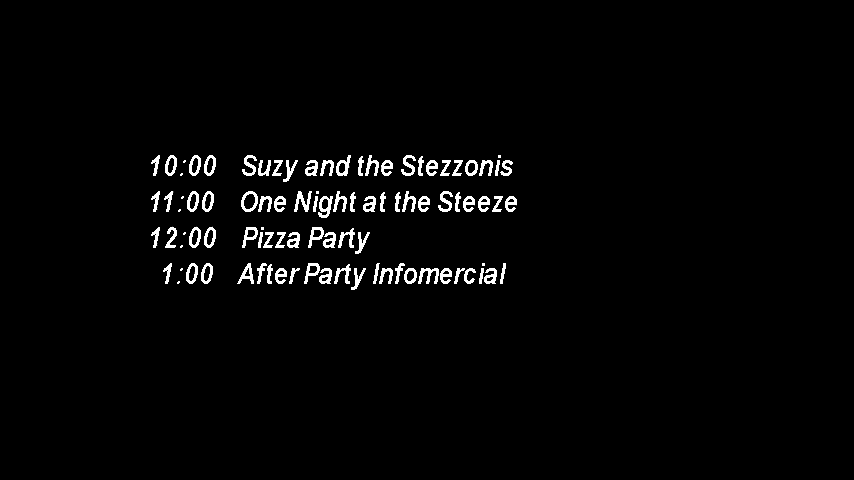 10:00 Suzy and the Stezzonis
11:00 One Night at the Steeze
12:00 Pizza Party
1:00 After Party Infomercial